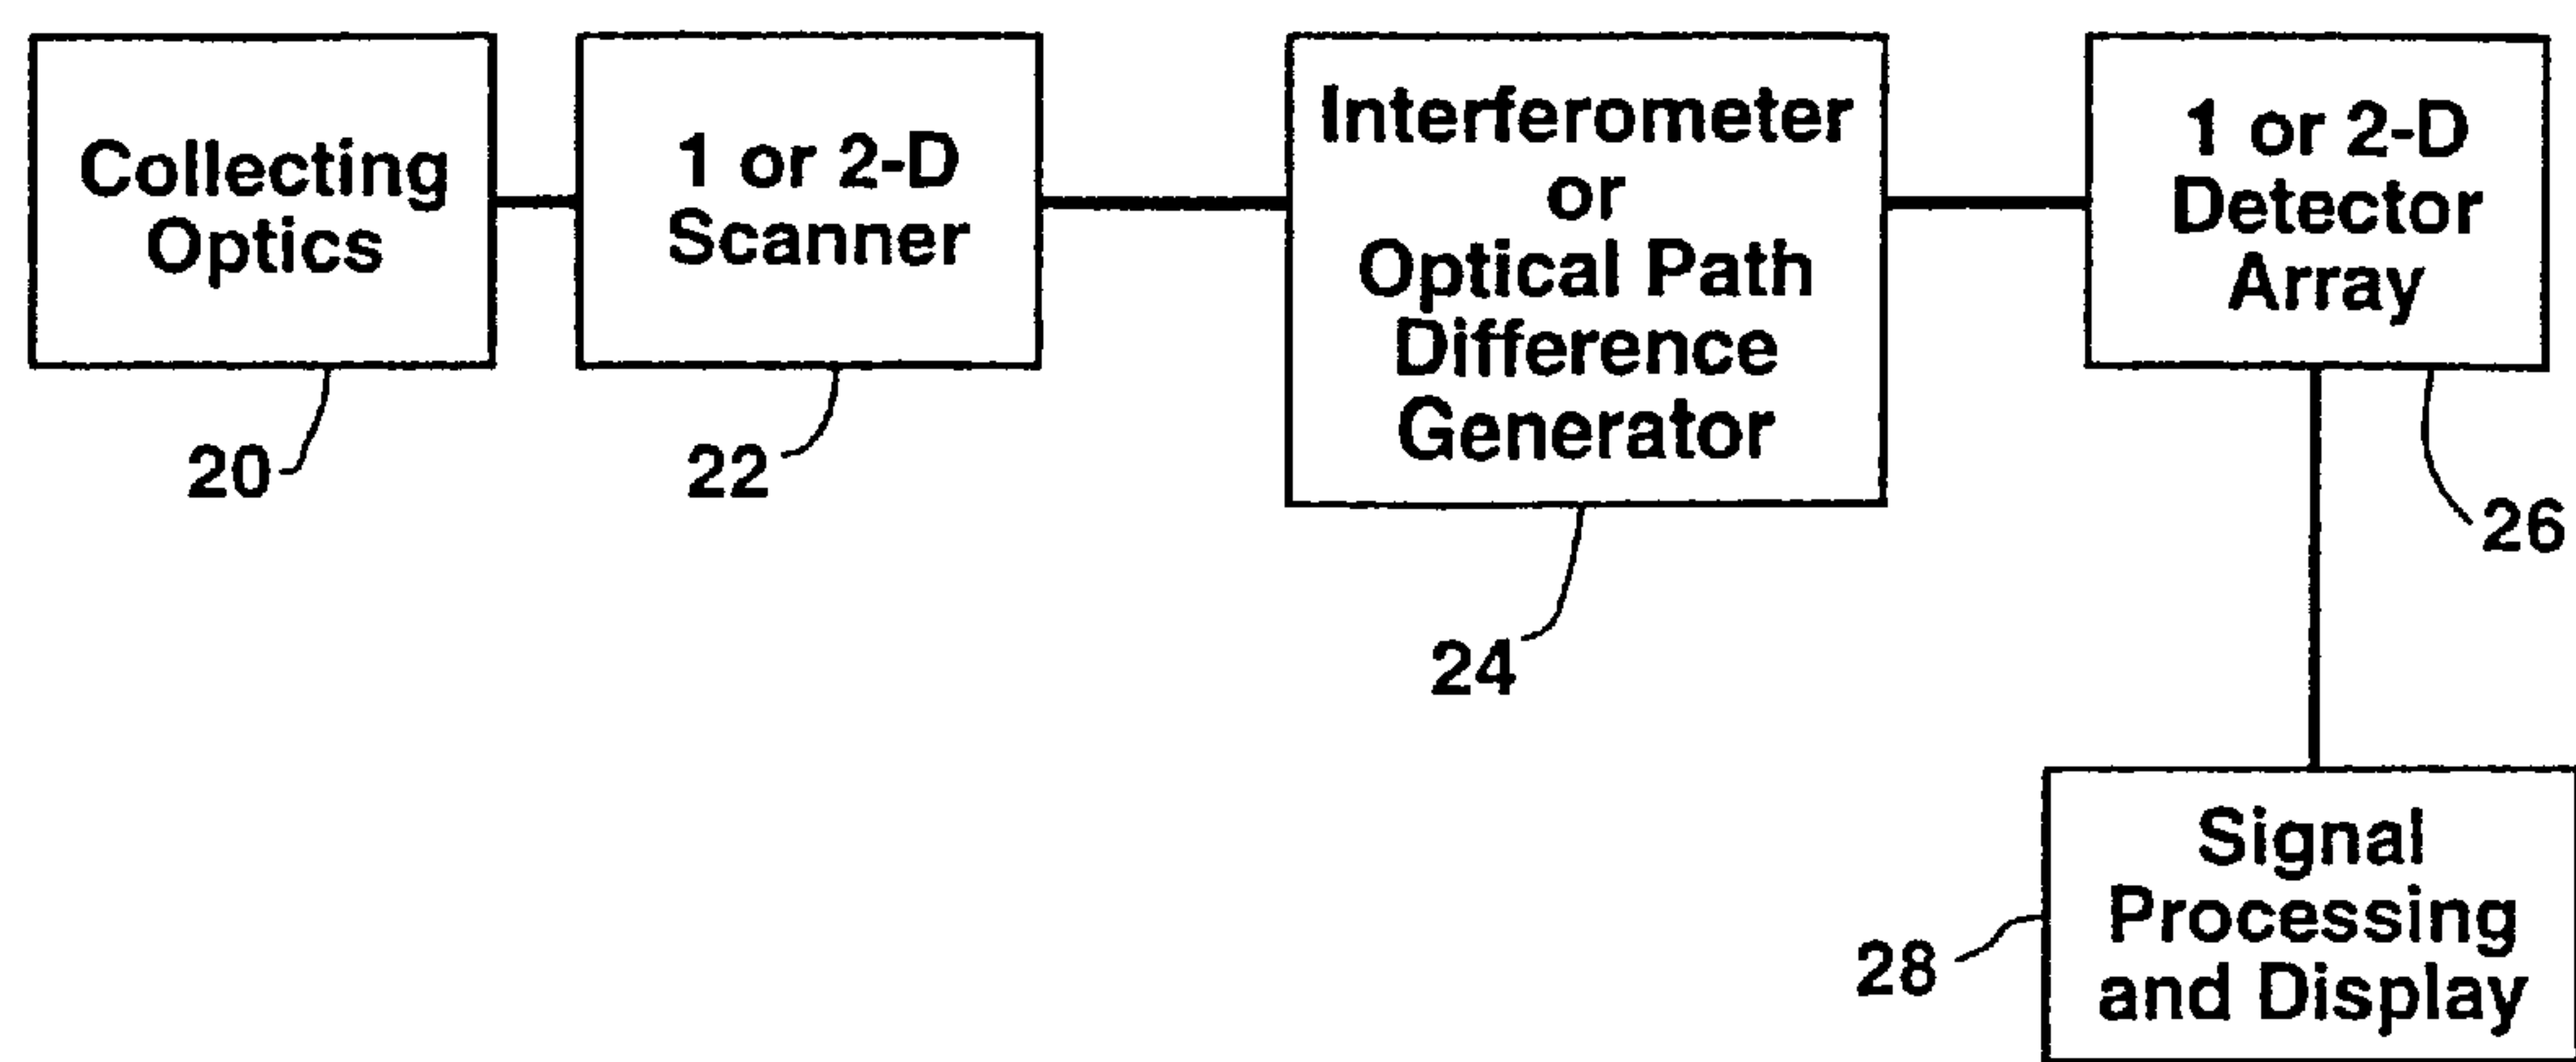 Collecting
Optics
20
1 or 2-D
Scanner
22
Interferometer
or
Optical Path
Difference
Generator
24
1 or 2-D
Detector
Array
26
Signal
Processing
and Display
28